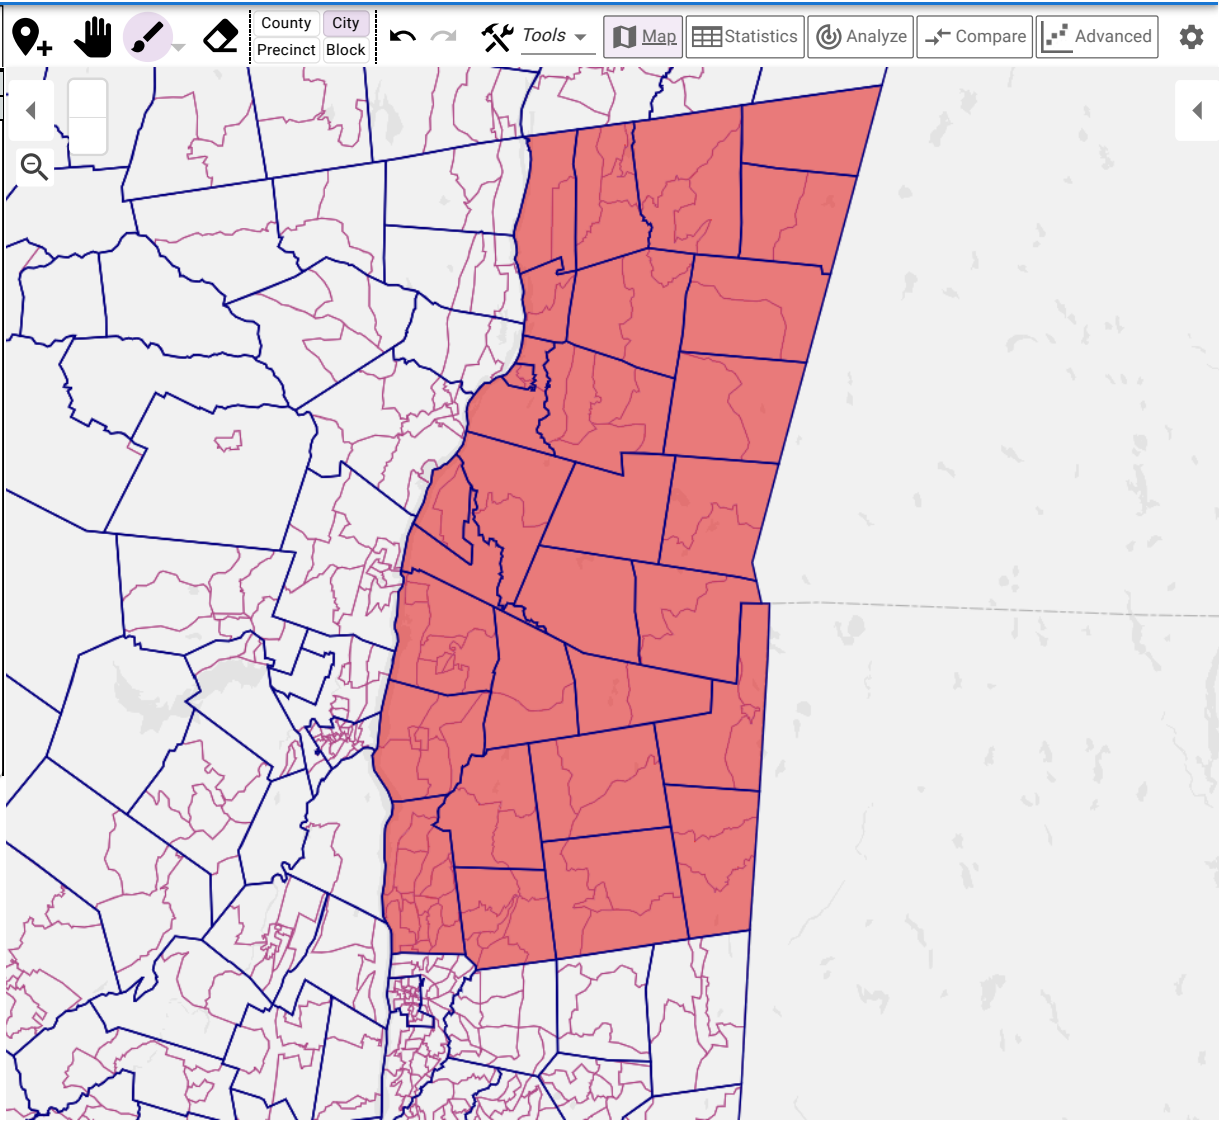 County City
Precinct Block
Tools
Map
Statistics
Analyze
Compare
Advanced